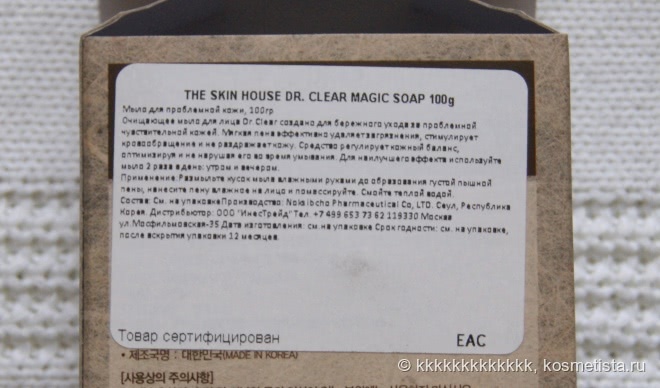 THE SKIN HOUSE DR. CLEAR MAGIC SOAP 100g
Мыло для проблемной кожи, 100гр
Очищающее мыло для лица Dr.Clear создано для бережного ухода за проблемной
чувствительной кожей. Мягкая пена эффективно удаляет загрязнения, стимулирует
кровообращение и не раздражает кожу. Средство регулирует кожный баланс,
оптимизируя и не нарушая его во время умывания. Для наилучшего эффекта используйте
мыло 2 раза в день: утром и вечером.
Применение: Размыльте кусок мыла влажными руками до образования густой пышной
пены, нанесите пену влажное на лицо и помассируйте. Смойте теплой водой.
Состав: См. на упаковкеПроизводство: Noksibcho Pharmaceutical Co, LTD. Сеул, Республика
Корея. Дистрибьютор: ООО "ИнесТрейд" Тел. +7 499 653 73 62 119330 Москва
ул.Мосфильмовская-35 Дата изготовления: см. на упаковке Срок годности: см. на упаковке,
после вскрытия упаковки 12 месяцев.
Товар сертифицирован
EAC
• 제조국명 : 대한민국(MADE IN KOREA)
[사용상의 주의사항]
© kkkkkkkkkkkkk, kosmetista.ru